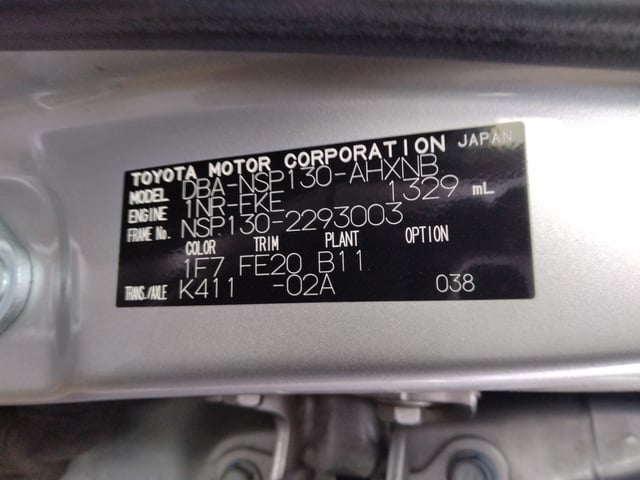 TOYOTA MOTOR CORPORATION JAPAN
MODEL DBA-NSP130-AHXNB
ENGINE 1NR-FKE 1329 mL
FRAME No. NSP130-2293003
COLOR TRIM PLANT OPTION
1F7 FE20 B11
TRANS./AXLE K411 -02A 038